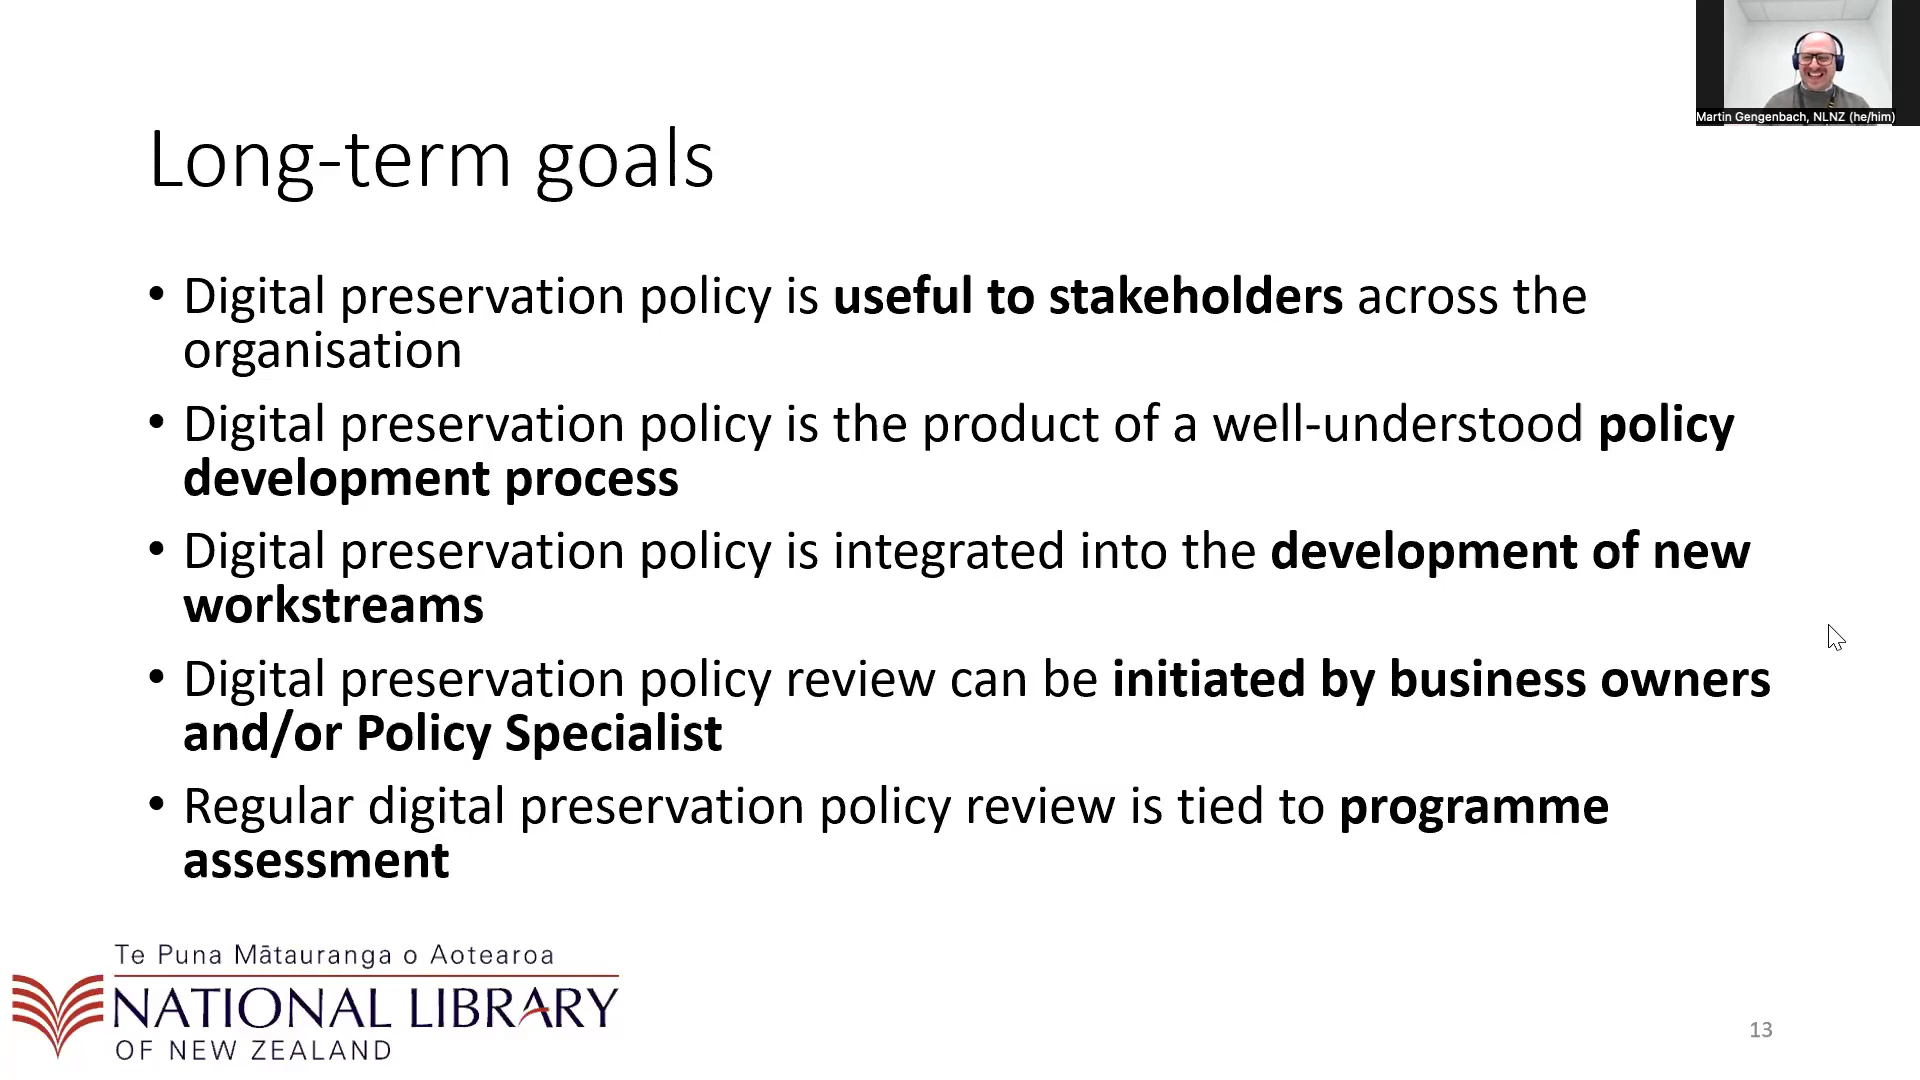 Martin Gengenbach, NLNZ (he/him)
Long-term goals
• Digital preservation policy is useful to stakeholders across the
organisation
• Digital preservation policy is the product of a well-understood policy
development process
• Digital preservation policy is integrated into the development of new
workstreams
• Digital preservation policy review can be initiated by business owners
and/or Policy Specialist
• Regular digital preservation policy review is tied to programme
assessment
Te Puna Mātauranga o Aotearoa
NATIONAL LIBRARY
OF NEW ZEALAND
13